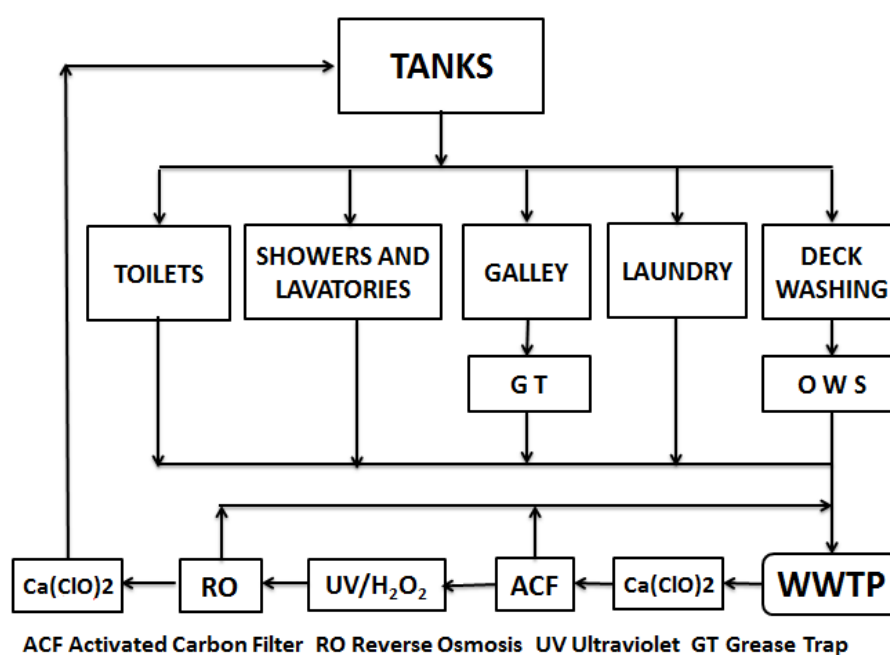 TANKS
TOILETS
SHOWERS AND
LAVATORIES
GALLEY
LAUNDRY
DECK
WASHING
G T
O W S
Ca(ClO)2
RO
UV/H₂O₂
ACF
Ca(ClO)2
WWTP
ACF Activated Carbon Filter RO Reverse Osmosis UV Ultraviolet GT Grease Trap